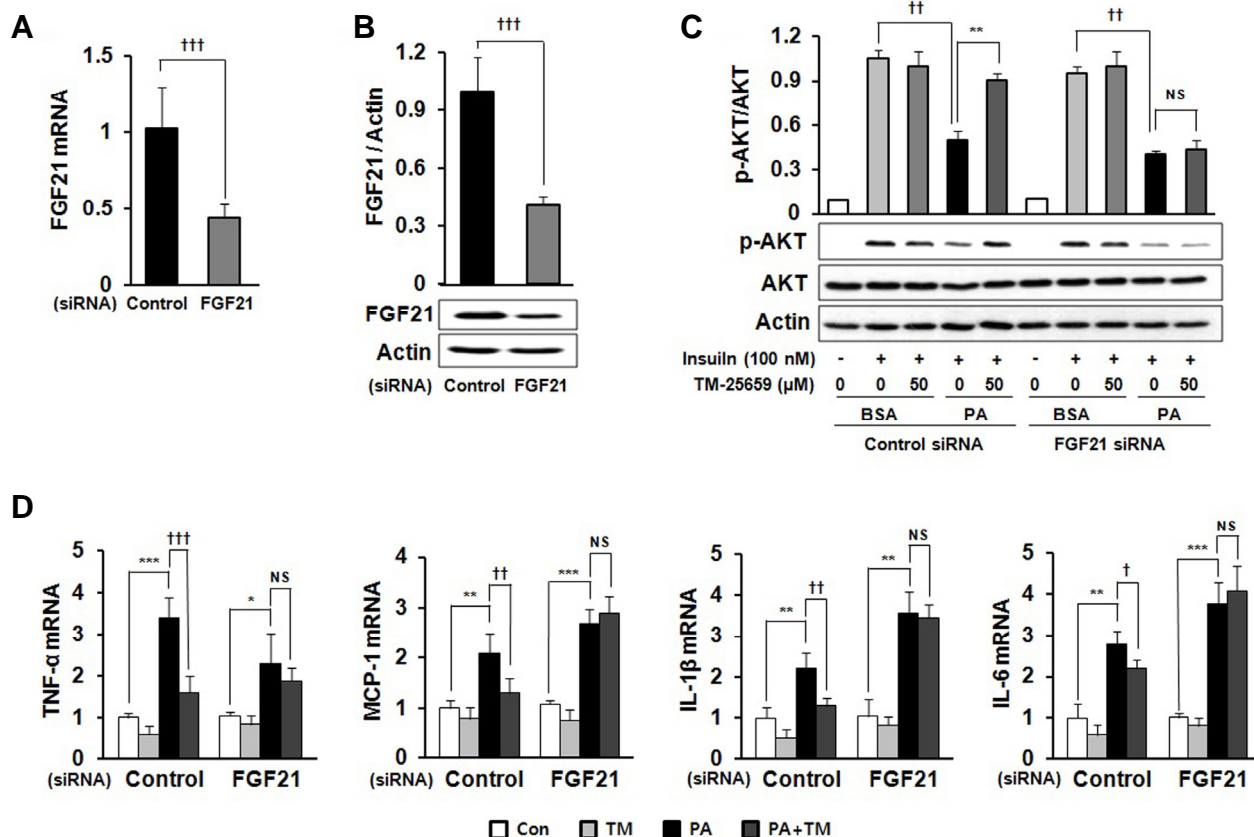 A
†††
1.5
1
0.5
0
FGF21 mRNA
(siRNA) Control FGF21
B
†††
1.2
0.9
0.6
0.3
0
FGF21 / Actin
FGF21
Actin
(siRNA) Control FGF21
C
†† ** †† NS
1.2
0.9
0.6
0.3
0
p-AKT/AKT
p-AKT
AKT
Actin
Insuiln (100 nM) - + + + + - + + + +
TM-25659 (µM) 0 0 50 0 50 0 0 50 0 50
BSA PA BSA PA
Control siRNA FGF21 siRNA
D
*** ††† * NS
5
4
3
2
1
0
TNF-α mRNA
(siRNA) Control FGF21
** †† *** NS
4
3
2
1
0
MCP-1 mRNA
(siRNA) Control FGF21
** †† ** NS
5
4
3
2
1
0
IL-1β mRNA
(siRNA) Control FGF21
** † *** NS
5
4
3
2
1
0
IL-6 mRNA
(siRNA) Control FGF21
Con TM PA PA+TM